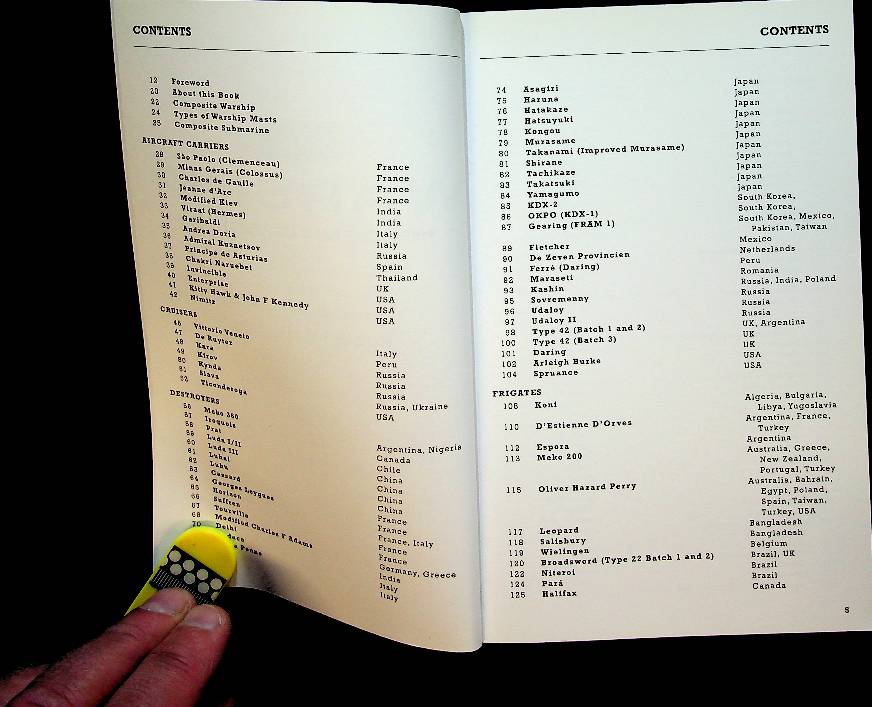 CONTENTS
12 Foreword
20 About this Book
22 Composite Warship
24 Types of Warship Masts
25 Composite Submarine
AIRCRAFT CARRIERS
28 São Paolo (Clemenceau) France
29 Minas Gerais (Colossus) France
30 Charles de Gaulle France
31 Jeanne d'Arc France
32 Modified Kiev India
33 Viraat (Hermes) India
34 Garibaldi Italy
35 Andrea Doria Italy
36 Admiral Kuznetsov Russia
37 Principe de Asturias Spain
38 Chakri Naruebet Thailand
39 Invincible UK
40 Enterprise USA
41 Kitty Hawk & John F Kennedy USA
42 Nimitz USA
CRUISERS
46 Vittorio Veneto Italy
47 De Ruyter Peru
48 Kara Russia
49 Kirov Russia
50 Kynda Russia
51 Slava Russia, Ukraine
52 Ticonderoga USA
DESTROYERS
56 Meko 360 Argentina, Nigeria
57 Iroquois Canada
58 Prat Chile
59 Luda I/II China
60 Luda III China
61 Luhai China
62 Luhu China
63 Cassard France
64 Georges Leygues France
65 Horizon France, Italy
66 Suffren France
67 Tourville France
68 Modified Charles F Adams Germany, Greece
70 Delhi India
Italy
Penne Italy
CONTENTS
74 Asagiri Japan
75 Haruna Japan
76 Hatakaze Japan
77 Hatsuyuki Japan
78 Kongou Japan
79 Murasame Japan
80 Takanami (Improved Murasame) Japan
81 Shirane Japan
82 Tachikaze Japan
83 Takatsuki Japan
84 Yamagumo Japan
85 KDX-2 South Korea,
86 OKPO (KDX-1) South Korea,
87 Gearing (FRAM 1) South Korea, Mexico,
Pakistan, Taiwan
89 Fletcher Mexico
90 De Zeven Provincien Netherlands
91 Ferré (Daring) Peru
92 Maraseti Romania
93 Kashin Russia, India, Poland
95 Sovremenny Russia
96 Udaloy Russia
97 Udaloy II Russia
98 Type 42 (Batch 1 and 2) UK, Argentina
100 Type 42 (Batch 3) UK
101 Daring UK
102 Arleigh Burke USA
104 Spruance USA
FRIGATES
108 Koni Algeria, Bulgaria,
Libya, Yugoslavia
110 D'Estienne D'Orves Argentina, France,
Turkey
112 Espora Argentina
113 Meko 200 Australia, Greece,
New Zealand,
Portugal, Turkey
115 Oliver Hazard Perry Australia, Bahrain,
Egypt, Poland,
Spain, Taiwan,
Turkey, USA
117 Leopard Bangladesh
118 Salisbury Bangladesh
119 Wielingen Belgium
120 Broadsword (Type 22 Batch 1 and 2) Brazil, UK
122 Niteroi Brazil
124 Pará Brazil
125 Halifax Canada
5